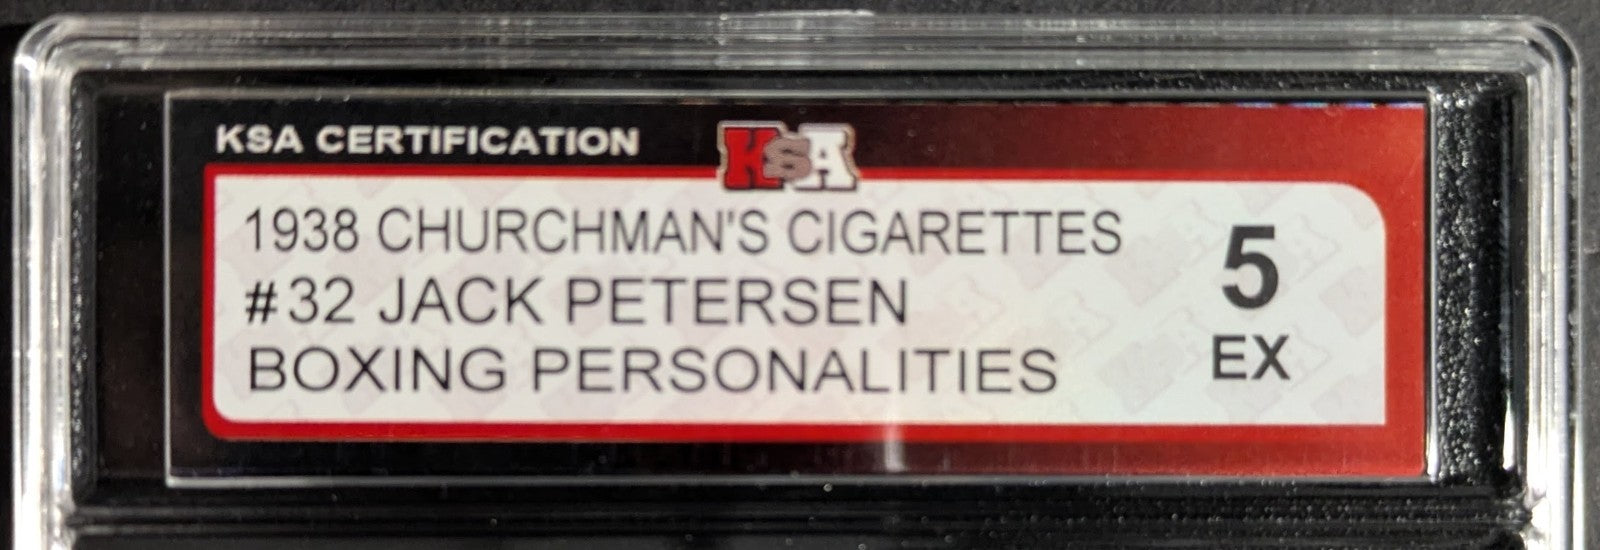 KSA CERTIFICATION
KSA
1938 CHURCHMAN'S CIGARETTES
#32 JACK PETERSEN
BOXING PERSONALITIES
5
EX